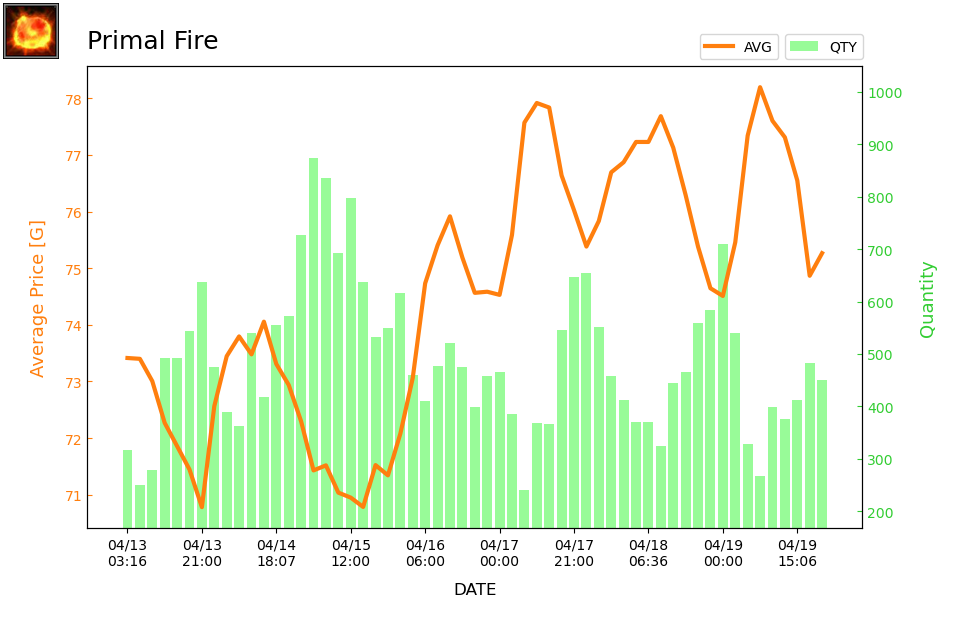 Primal Fire
AVG
QTY
78
77
76
75
74
73
72
71
Average Price [G]
1000
900
800
700
600
500
400
300
200
Quantity
04/13 04/13 04/14 04/15 04/16 04/17 04/17 04/18 04/19 04/19
03:16 21:00 18:07 12:00 06:00 00:00 21:00 06:36 00:00 15:06
DATE